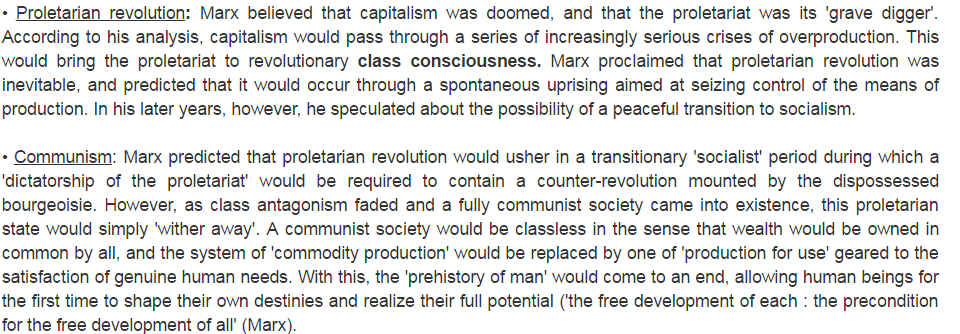 • Proletarian revolution: Marx believed that capitalism was doomed, and that the proletariat was its 'grave digger'.
According to his analysis, capitalism would pass through a series of increasingly serious crises of overproduction. This
would bring the proletariat to revolutionary class consciousness. Marx proclaimed that proletarian revolution was
inevitable, and predicted that it would occur through a spontaneous uprising aimed at seizing control of the means of
production. In his later years, however, he speculated about the possibility of a peaceful transition to socialism.
• Communism: Marx predicted that proletarian revolution would usher in a transitionary 'socialist' period during which a
'dictatorship of the proletariat' would be required to contain a counter-revolution mounted by the dispossessed
bourgeoisie. However, as class antagonism faded and a fully communist society came into existence, this proletarian
state would simply 'wither away'. A communist society would be classless in the sense that wealth would be owned in
common by all, and the system of 'commodity production' would be replaced by one of 'production for use' geared to the
satisfaction of genuine human needs. With this, the 'prehistory of man' would come to an end, allowing human beings for
the first time to shape their own destinies and realize their full potential ('the free development of each : the precondition
for the free development of all' (Marx).